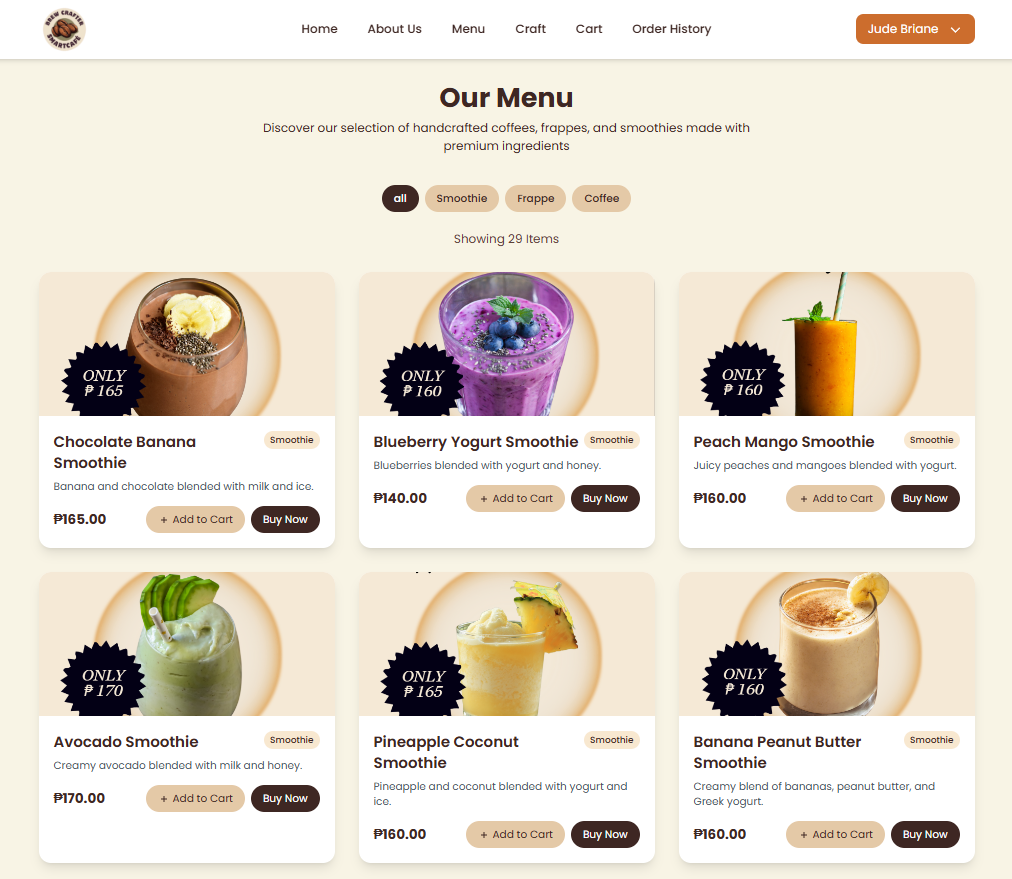 BREW CRAFTER
SMARTCAFE
Home
About Us
Menu
Craft
Cart
Order History
Jude Briane
Our Menu
Discover our selection of handcrafted coffees, frappes, and smoothies made with
premium ingredients
all
Smoothie
Frappe
Coffee
Showing 29 Items
ONLY
₱ 165
ONLY
₱ 160
ONLY
₱ 160
Chocolate Banana
Smoothie
Smoothie
Banana and chocolate blended with milk and ice.
₱165.00
+ Add to Cart
Buy Now
Blueberry Yogurt Smoothie
Smoothie
Blueberries blended with yogurt and honey.
₱140.00
+ Add to Cart
Buy Now
Peach Mango Smoothie
Smoothie
Juicy peaches and mangoes blended with yogurt.
₱160.00
+ Add to Cart
Buy Now
ONLY
₱ 170
ONLY
₱ 165
ONLY
₱ 160
Avocado Smoothie
Smoothie
Creamy avocado blended with milk and honey.
₱170.00
+ Add to Cart
Buy Now
Pineapple Coconut
Smoothie
Smoothie
Pineapple and coconut blended with yogurt and
ice.
₱160.00
+ Add to Cart
Buy Now
Banana Peanut Butter
Smoothie
Smoothie
Creamy blend of bananas, peanut butter, and
Greek yogurt.
₱160.00
+ Add to Cart
Buy Now